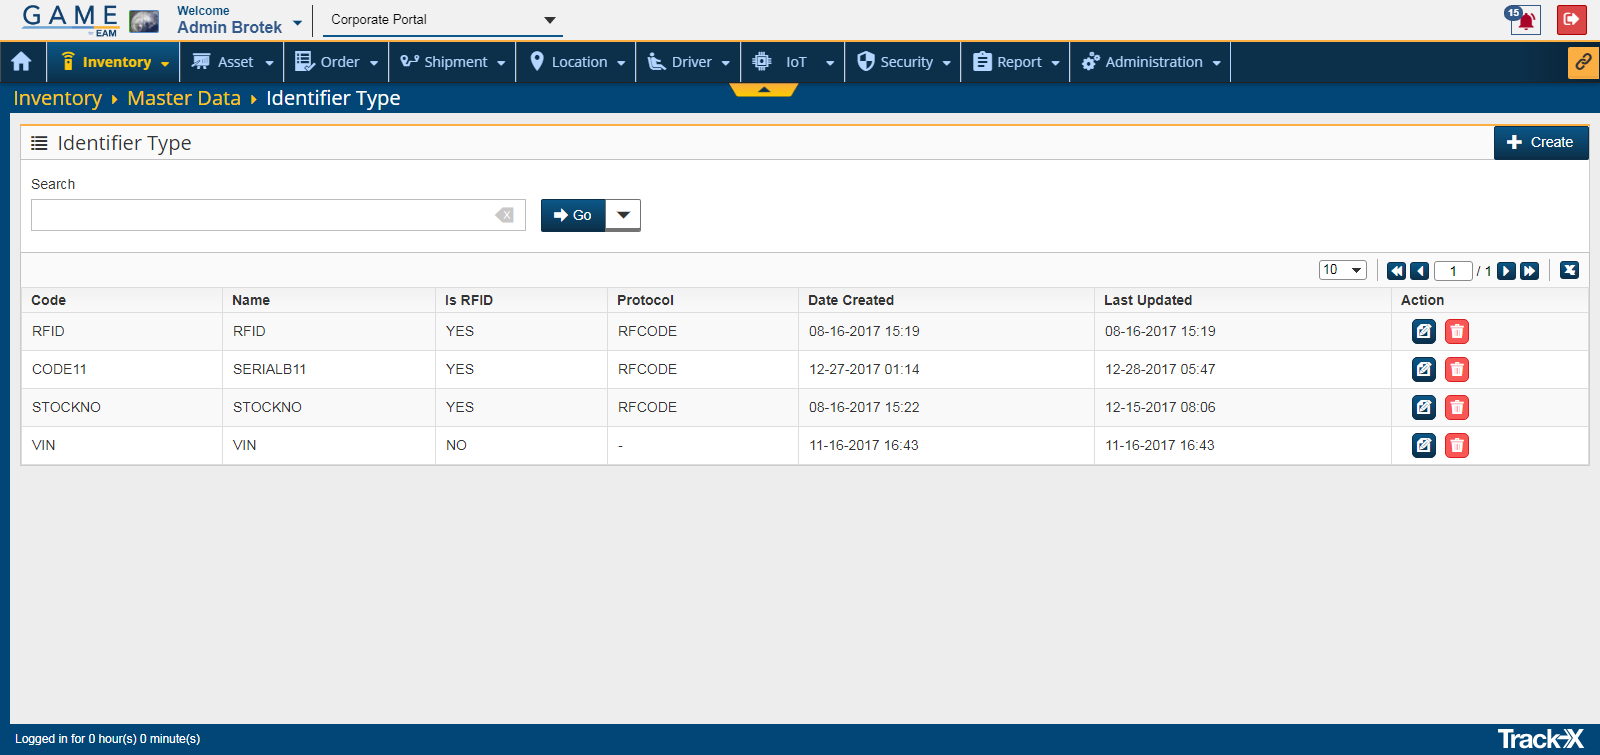 GAME
by EAM
Welcome
Admin Brotek
Corporate Portal
15
Inventory Asset Order Shipment Location Driver IoT Security Report Administration
Inventory Master Data Identifier Type
Identifier Type
Create
Search
Go
10 1 / 1
Code Name Is RFID Protocol Date Created Last Updated Action
RFID RFID YES RFCODE 08-16-2017 15:19 08-16-2017 15:19
CODE11 SERIALB11 YES RFCODE 12-27-2017 01:14 12-28-2017 05:47
STOCKNO STOCKNO YES RFCODE 08-16-2017 15:22 12-15-2017 08:06
VIN VIN NO - 11-16-2017 16:43 11-16-2017 16:43
Logged in for 0 hour(s) 0 minute(s)
Track-X